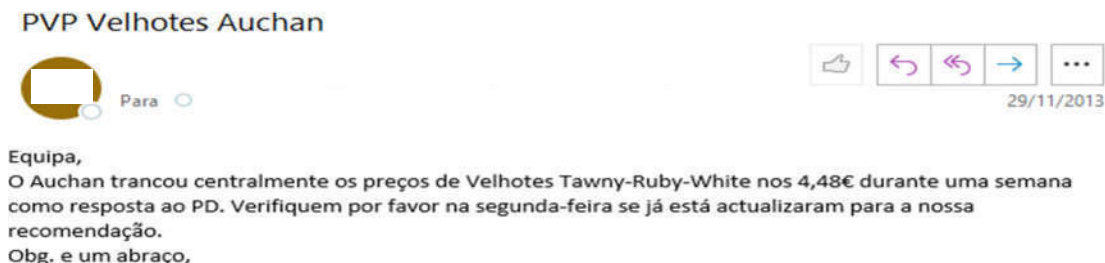 PVP Velhotes Auchan
Para
29/11/2013
Equipa,
O Auchan trancou centralmente os preços de Velhotes Tawny-Ruby-White nos 4,48€ durante uma semana
como resposta ao PD. Verifiquem por favor na segunda-feira se já está actualizaram para a nossa
recomendação.
Obg. e um abraço,